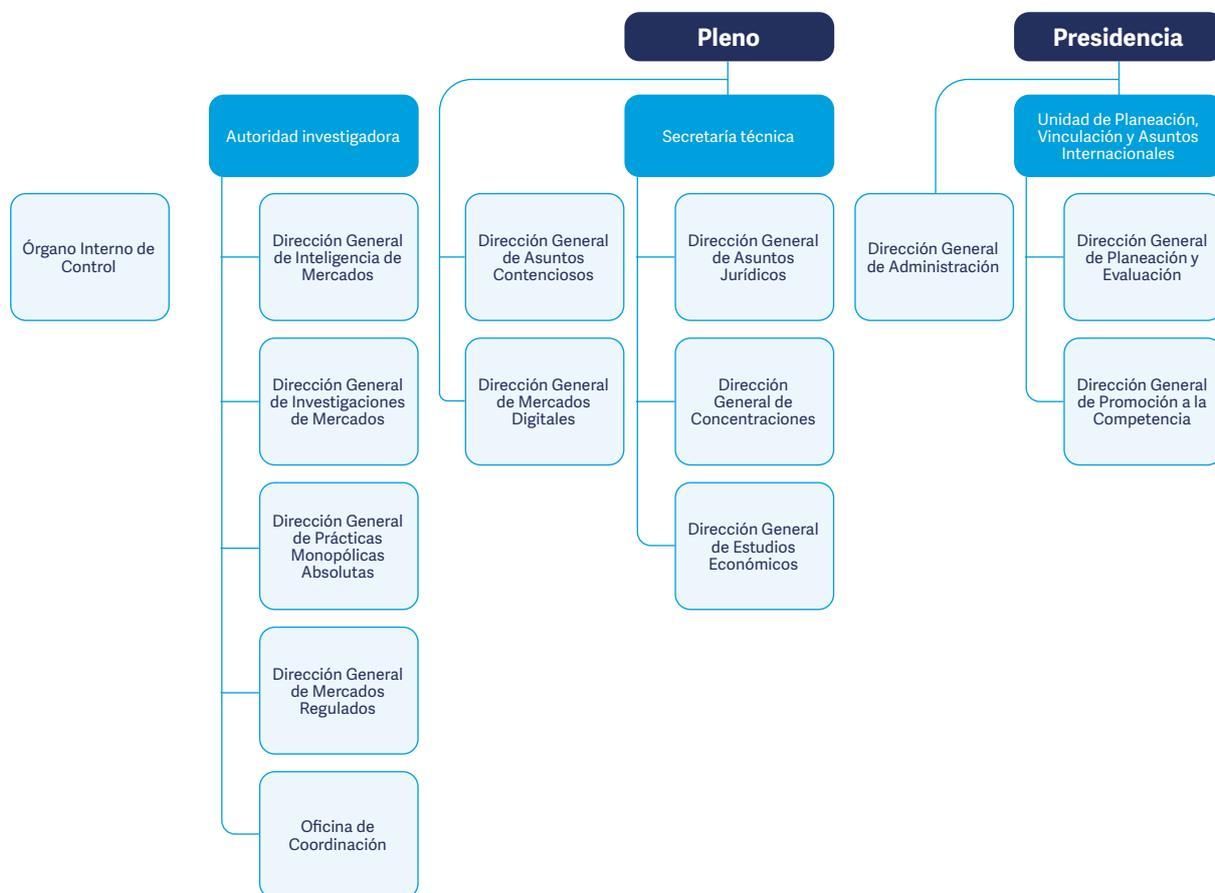 Pleno
Presidencia
Autoridad investigadora
Secretaría técnica
Unidad de Planeación,
Vinculación y Asuntos
Internacionales
Órgano Interno de
Control
Dirección General
de Inteligencia de
Mercados
Dirección General
de Asuntos
Contenciosos
Dirección General
de Asuntos
Jurídicos
Dirección General
de Administración
Dirección General
de Planeación y
Evaluación
Dirección General
de Investigaciones
de Mercados
Dirección General
de Mercados
Digitales
Dirección
General de
Concentraciones
Dirección General
de Promoción a la
Competencia
Dirección General
de Prácticas
Monopólicas
Absolutas
Dirección General
de Estudios
Económicos
Dirección General
de Mercados
Regulados
Oficina de
Coordinación